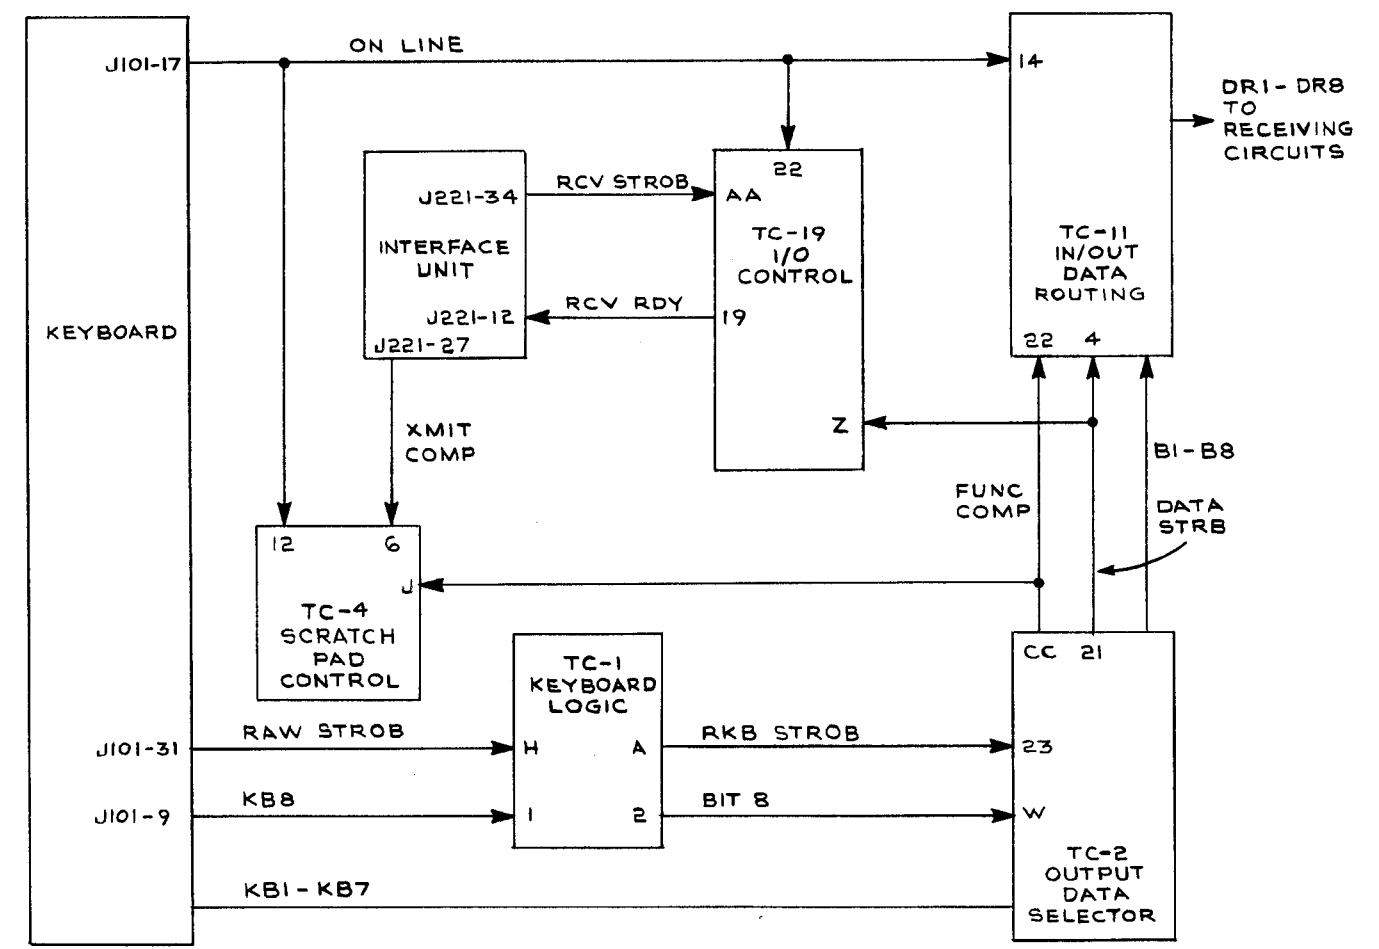 ON LINE
J101-17
14
DR1-DR8
TO
RECEIVING
CIRCUITS
22
J221-34
RCV STROB
AA
INTERFACE
UNIT
TC-19
I/O
CONTROL
TC-11
IN/OUT
DATA
ROUTING
J221-12
RCV RDY
19
KEYBOARD
J221-27
22 4
XMIT
COMP
Z
B1-B8
FUNC
COMP
DATA
STRB
12 6
J
TC-4
SCRATCH
PAD
CONTROL
TC-1
KEYBOARD
LOGIC
CC 21
J101-31
RAW STROB
H A
RKB STROB
23
J101-9
KB8
1 2
BIT 8
W
TC-2
OUTPUT
DATA
SELECTOR
KB1-KB7